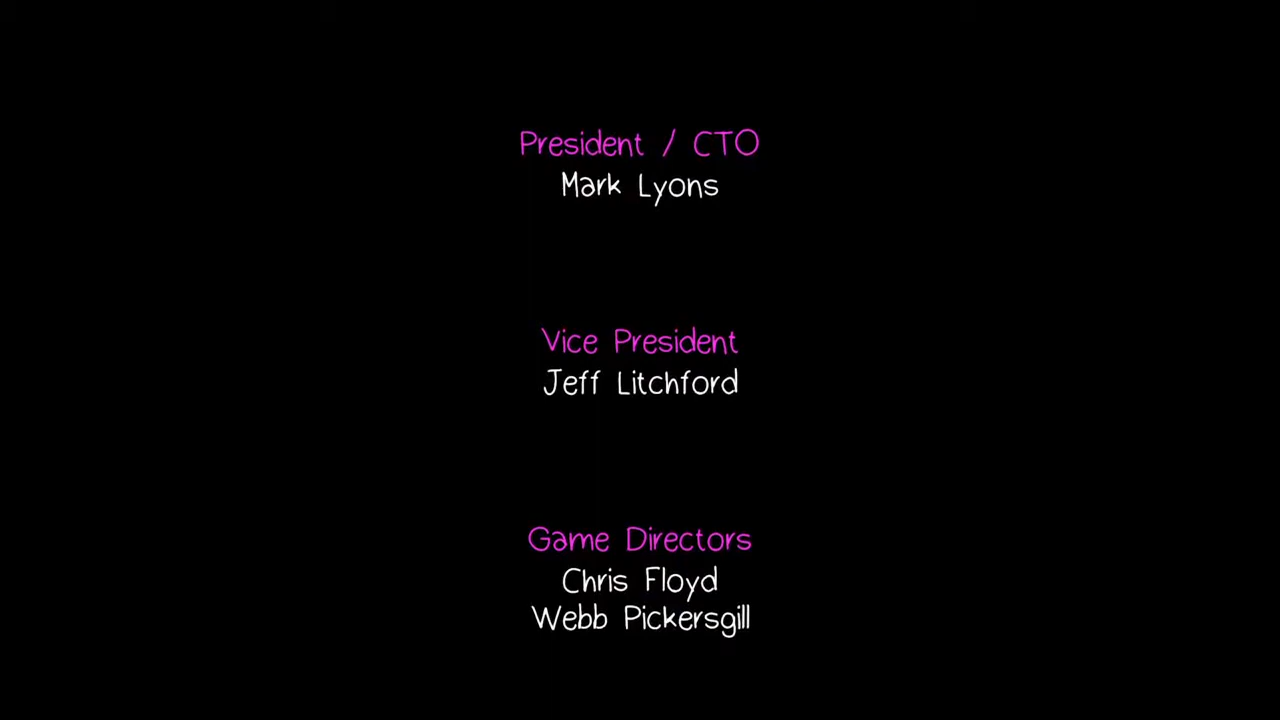 President / CTO
Mark Lyons
Vice President
Jeff Litchford
Game Directors
Chris Floyd
Webb Pickersgill